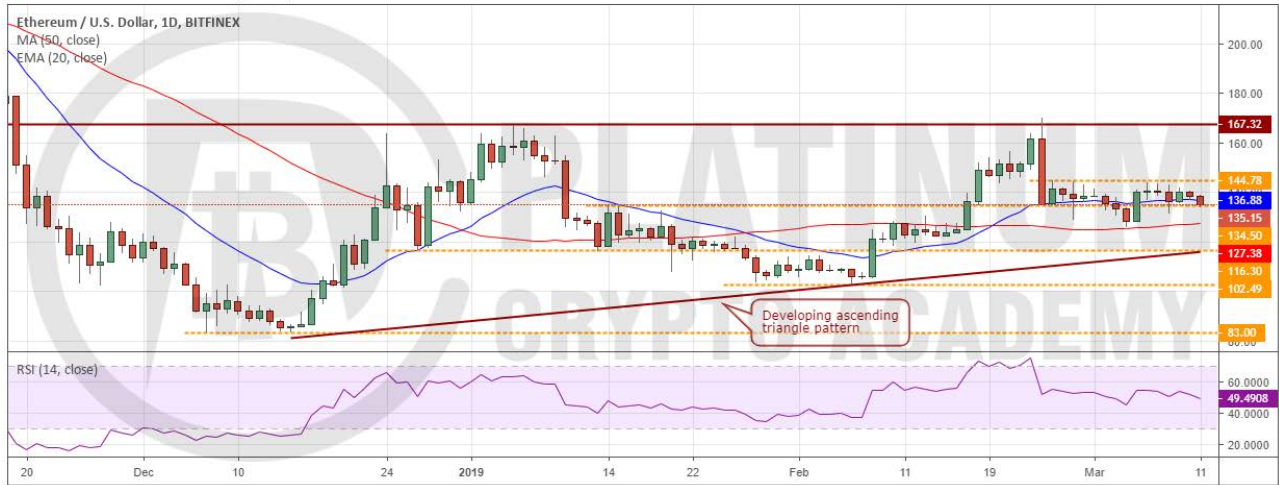 Ethereum / U.S. Dollar, 1D, BITFINEX
MA (50, close)
EMA (20, close)
PLATINUM
CRYPTO ACADEMY
200.00
180.00
167.32
160.00
144.78
136.88
135.15
134.50
127.38
116.30
102.49
83.00
80.00
Developing ascending
triangle pattern
RSI (14, close)
60.0000
49.4908
40.0000
20.0000
20 Dec 10 24 2019 14 22 Feb 11 19 Mar 11